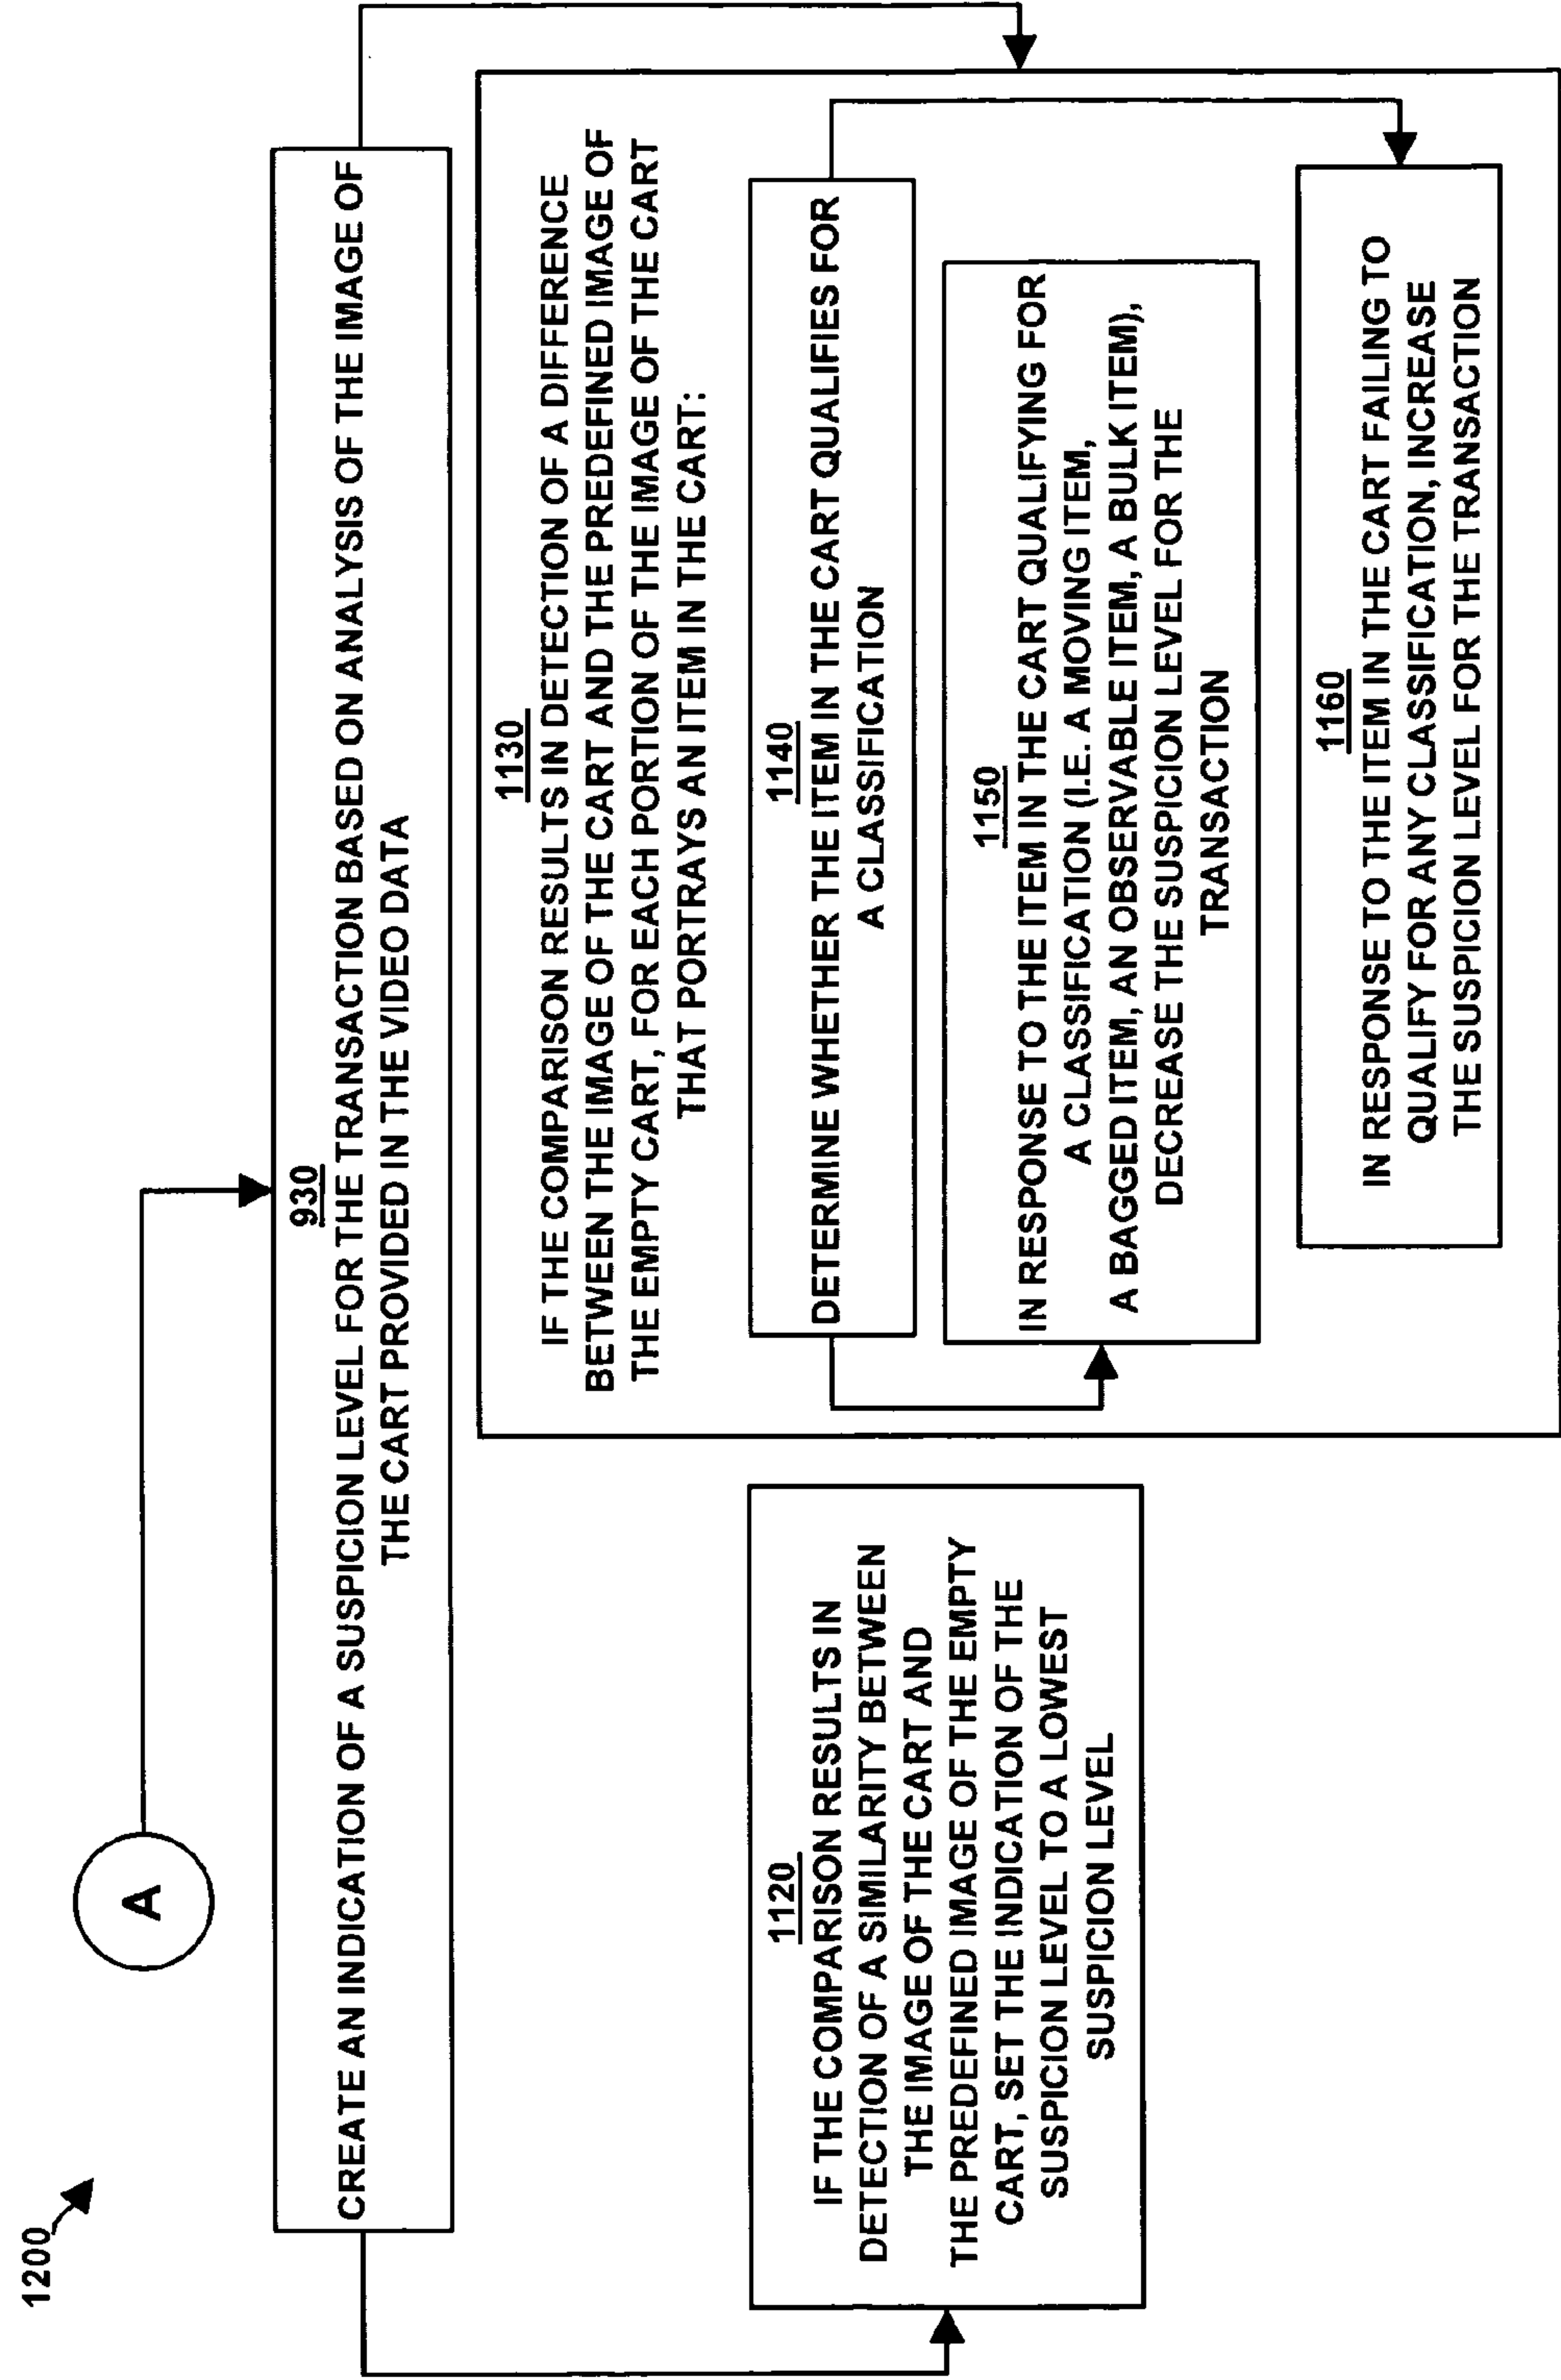 1200
A
930
CREATE AN INDICATION OF A SUSPICION LEVEL FOR THE TRANSACTION BASED ON ANALYSIS OF THE IMAGE OF
THE CART PROVIDED IN THE VIDEO DATA
1120
IF THE COMPARISON RESULTS IN
DETECTION OF A SIMILARITY BETWEEN
THE IMAGE OF THE CART AND
THE PREDEFINED IMAGE OF THE EMPTY
CART, SET THE INDICATION OF THE
SUSPICION LEVEL TO A LOWEST
SUSPICION LEVEL
1130
IF THE COMPARISON RESULTS IN DETECTION OF A DIFFERENCE
BETWEEN THE IMAGE OF THE CART AND THE PREDEFINED IMAGE OF
THE EMPTY CART, FOR EACH PORTION OF THE IMAGE OF THE CART
THAT PORTRAYS AN ITEM IN THE CART:
1140
DETERMINE WHETHER THE ITEM IN THE CART QUALIFIES FOR
A CLASSIFICATION
1150
IN RESPONSE TO THE ITEM IN THE CART QUALIFYING FOR
A CLASSIFICATION (I.E. A MOVING ITEM,
A BAGGED ITEM, AN OBSERVABLE ITEM, A BULK ITEM),
DECREASE THE SUSPICION LEVEL FOR THE
TRANSACTION
1160
IN RESPONSE TO THE ITEM IN THE CART FAILING TO
QUALIFY FOR ANY CLASSIFICATION, INCREASE
THE SUSPICION LEVEL FOR THE TRANSACTION